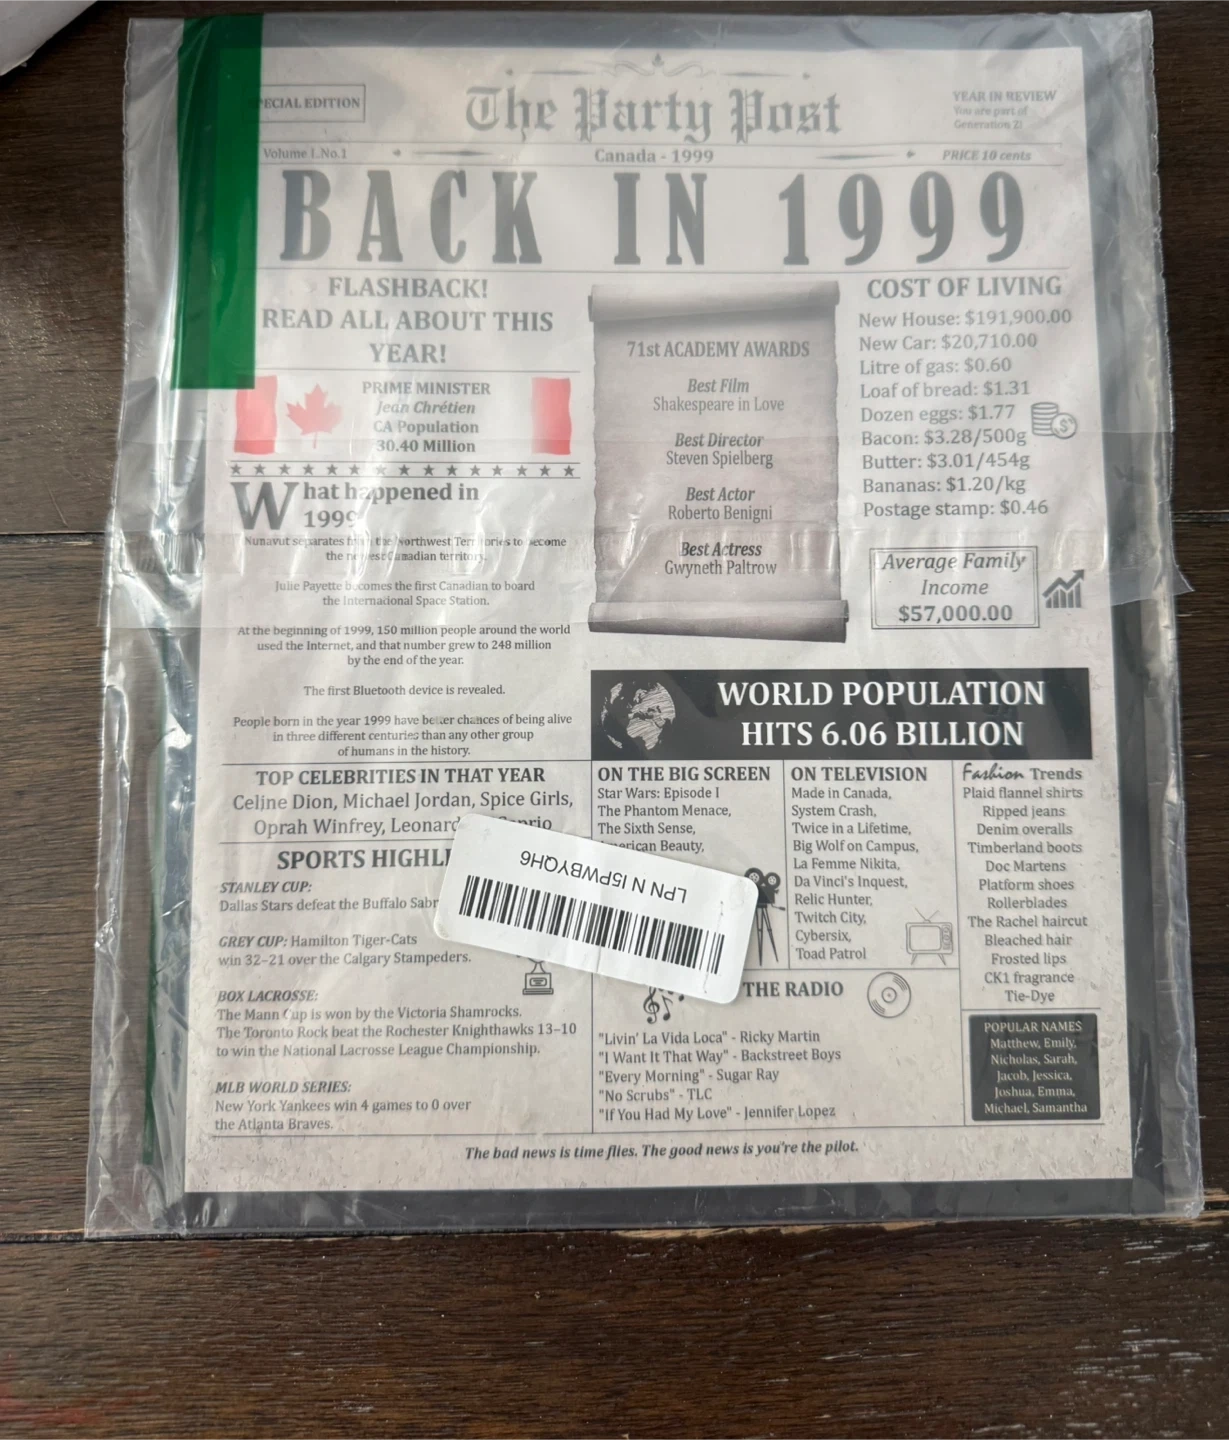 SPECIAL EDITION
The Party Post
YEAR IN REVIEW
You are part of
Generation Z!
Volume 1.No.1
Canada - 1999
PRICE 10 cents
BACK IN 1999
FLASHBACK!
READ ALL ABOUT THIS
YEAR!
PRIME MINISTER
Jean Chrétien
CA Population
30.40 Million
What happened in
1999
Nunavut separates the Northwest Territories to become
the newest Canadian territory.
Julie Payette becomes the first Canadian to board
the International Space Station.
At the beginning of 1999, 150 million people around the world
used the Internet, and that number grew to 248 million
by the end of the year.
The first Bluetooth device is revealed.
People born in the year 1999 have better chances of being alive
in three different centuries than any other group
of humans in the history.
71st ACADEMY AWARDS
Best Film
Shakespeare in Love
Best Director
Steven Spielberg
Best Actor
Roberto Benigni
Best Actress
Gwyneth Paltrow
COST OF LIVING
New House: $191,900.00
New Car: $20,710.00
Litre of gas: $0.60
Loaf of bread: $1.31
Dozen eggs: $1.77
Bacon: $3.28/500g
Butter: $3.01/454g
Bananas: $1.20/kg
Postage stamp: $0.46
Average Family
Income
$57,000.00
WORLD POPULATION
HITS 6.06 BILLION
TOP CELEBRITIES IN THAT YEAR
Celine Dion, Michael Jordan, Spice Girls,
Oprah Winfrey,
SPORTS
STANLEY CUP:
Dallas Stars defeat the Buffalo
GREY CUP: Hamilton Tiger-Cats
win 32–21 over the Calgary Stampeders.
BOX LACROSSE:
The Mann Cup is won by the Victoria Shamrocks.
The Toronto Rock beat the Rochester Knighthawks 13–10
to win the National Lacrosse League Championship.
MLB WORLD SERIES:
New York Yankees win 4 games to 0 over
the Atlanta Braves.
ON THE BIG SCREEN
Star Wars: Episode I
The Phantom Menace,
The Sixth Sense,
American Beauty,
LPN N I5PWBYQH6
ON TELEVISION
Made in Canada,
System Crash,
Twice in a Lifetime,
Big Wolf on Campus,
La Femme Nikita,
Da Vinci's Inquest,
Relic Hunter,
Twitch City,
Cybersix,
Toad Patrol
THE RADIO
"Livin' La Vida Loca" - Ricky Martin
"I Want It That Way" - Backstreet Boys
"Every Morning" - Sugar Ray
"No Scrubs" - TLC
"If You Had My Love" - Jennifer Lopez
Fashion Trends
Plaid flannel shirts
Ripped jeans
Denim overalls
Timberland boots
Doc Martens
Platform shoes
Rollerblades
The Rachel haircut
Bleached hair
Frosted lips
CK1 fragrance
Tie-Dye
POPULAR NAMES
Matthew, Emily,
Nicholas, Sarah,
Jacob, Jessica,
Joshua, Emma,
Michael, Samantha
The bad news is time flies. The good news is you're the pilot.